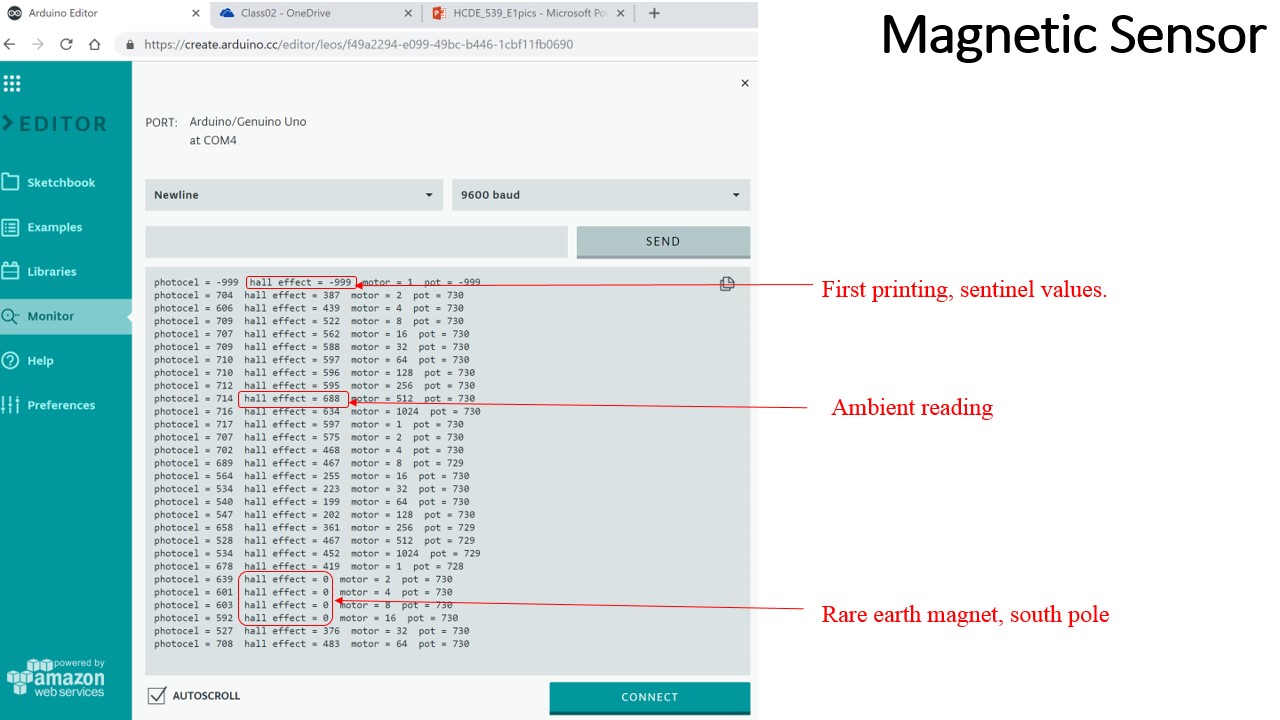 Arduino Editor
Class02 - OneDrive
HCDE_539_E1pics - Microsoft Po
https://create.arduino.cc/editor/leos/f49a2294-e099-49bc-b446-1cbf11fb0690
Magnetic Sensor
EDITOR
Sketchbook
Examples
Libraries
Monitor
Help
Preferences
powered by
amazon
web services
PORT: Arduino/Genuino Uno
at COM4
Newline
9600 baud
SEND
photocel = -999 hall effect = -999 motor = 1 pot = -999
photocel = 704 hall effect = 387 motor = 2 pot = 730
photocel = 606 hall effect = 439 motor = 4 pot = 730
photocel = 709 hall effect = 522 motor = 8 pot = 730
photocel = 707 hall effect = 562 motor = 16 pot = 730
photocel = 709 hall effect = 588 motor = 32 pot = 730
photocel = 710 hall effect = 597 motor = 64 pot = 730
photocel = 710 hall effect = 596 motor = 128 pot = 730
photocel = 712 hall effect = 595 motor = 256 pot = 730
photocel = 714 hall effect = 688 motor = 512 pot = 730
photocel = 716 hall effect = 634 motor = 1024 pot = 730
photocel = 717 hall effect = 597 motor = 1 pot = 730
photocel = 707 hall effect = 575 motor = 2 pot = 730
photocel = 702 hall effect = 468 motor = 4 pot = 730
photocel = 689 hall effect = 467 motor = 8 pot = 729
photocel = 564 hall effect = 255 motor = 16 pot = 730
photocel = 534 hall effect = 223 motor = 32 pot = 730
photocel = 540 hall effect = 199 motor = 64 pot = 730
photocel = 547 hall effect = 202 motor = 128 pot = 730
photocel = 658 hall effect = 361 motor = 256 pot = 729
photocel = 528 hall effect = 467 motor = 512 pot = 729
photocel = 534 hall effect = 452 motor = 1024 pot = 729
photocel = 678 hall effect = 419 motor = 1 pot = 728
photocel = 639 hall effect = 0 motor = 2 pot = 730
photocel = 601 hall effect = 0 motor = 4 pot = 730
photocel = 603 hall effect = 0 motor = 8 pot = 730
photocel = 592 hall effect = 0 motor = 16 pot = 730
photocel = 527 hall effect = 376 motor = 32 pot = 730
photocel = 708 hall effect = 483 motor = 64 pot = 730
First printing, sentinel values.
Ambient reading
Rare earth magnet, south pole
AUTOSCROLL
CONNECT